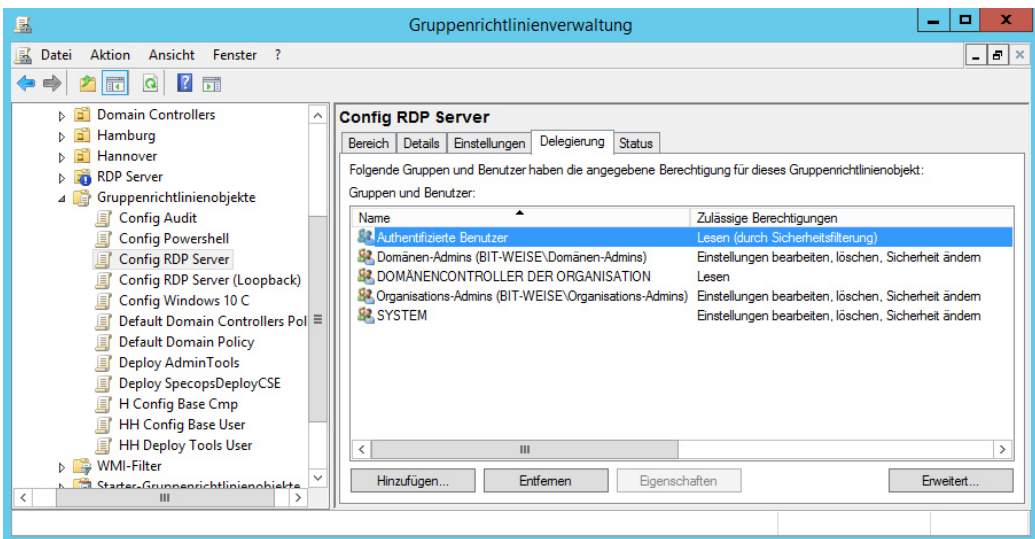 Gruppenrichtlinienverwaltung
Datei Aktion Ansicht Fenster ?
Domain Controllers
Hamburg
Hannover
RDP Server
Gruppenrichtlinienobjekte
Config Audit
Config Powershell
Config RDP Server
Config RDP Server (Loopback)
Config Windows 10 C
Default Domain Controllers Pol
Default Domain Policy
Deploy AdminTools
Deploy SpecopsDeployCSE
H Config Base Cmp
HH Config Base User
HH Deploy Tools User
WMI-Filter
Starter-Gruppenrichtlinienobjekte
Config RDP Server
Bereich Details Einstellungen Delegierung Status
Folgende Gruppen und Benutzer haben die angegebene Berechtigung für dieses Gruppenrichtlinienobjekt:
Gruppen und Benutzer:
Name Zulässige Berechtigungen
Authentifizierte Benutzer Lesen (durch Sicherheitsfilterung)
Domänen-Admins (BIT-WEISE\Domänen-Admins) Einstellungen bearbeiten, löschen, Sicherheit ändern
DOMÄNENCONTROLLER DER ORGANISATION Lesen
Organisations-Admins (BIT-WEISE\Organisations-Admins) Einstellungen bearbeiten, löschen, Sicherheit ändern
SYSTEM Einstellungen bearbeiten, löschen, Sicherheit ändern
Hinzufügen... Entfernen Eigenschaften Erweitert...